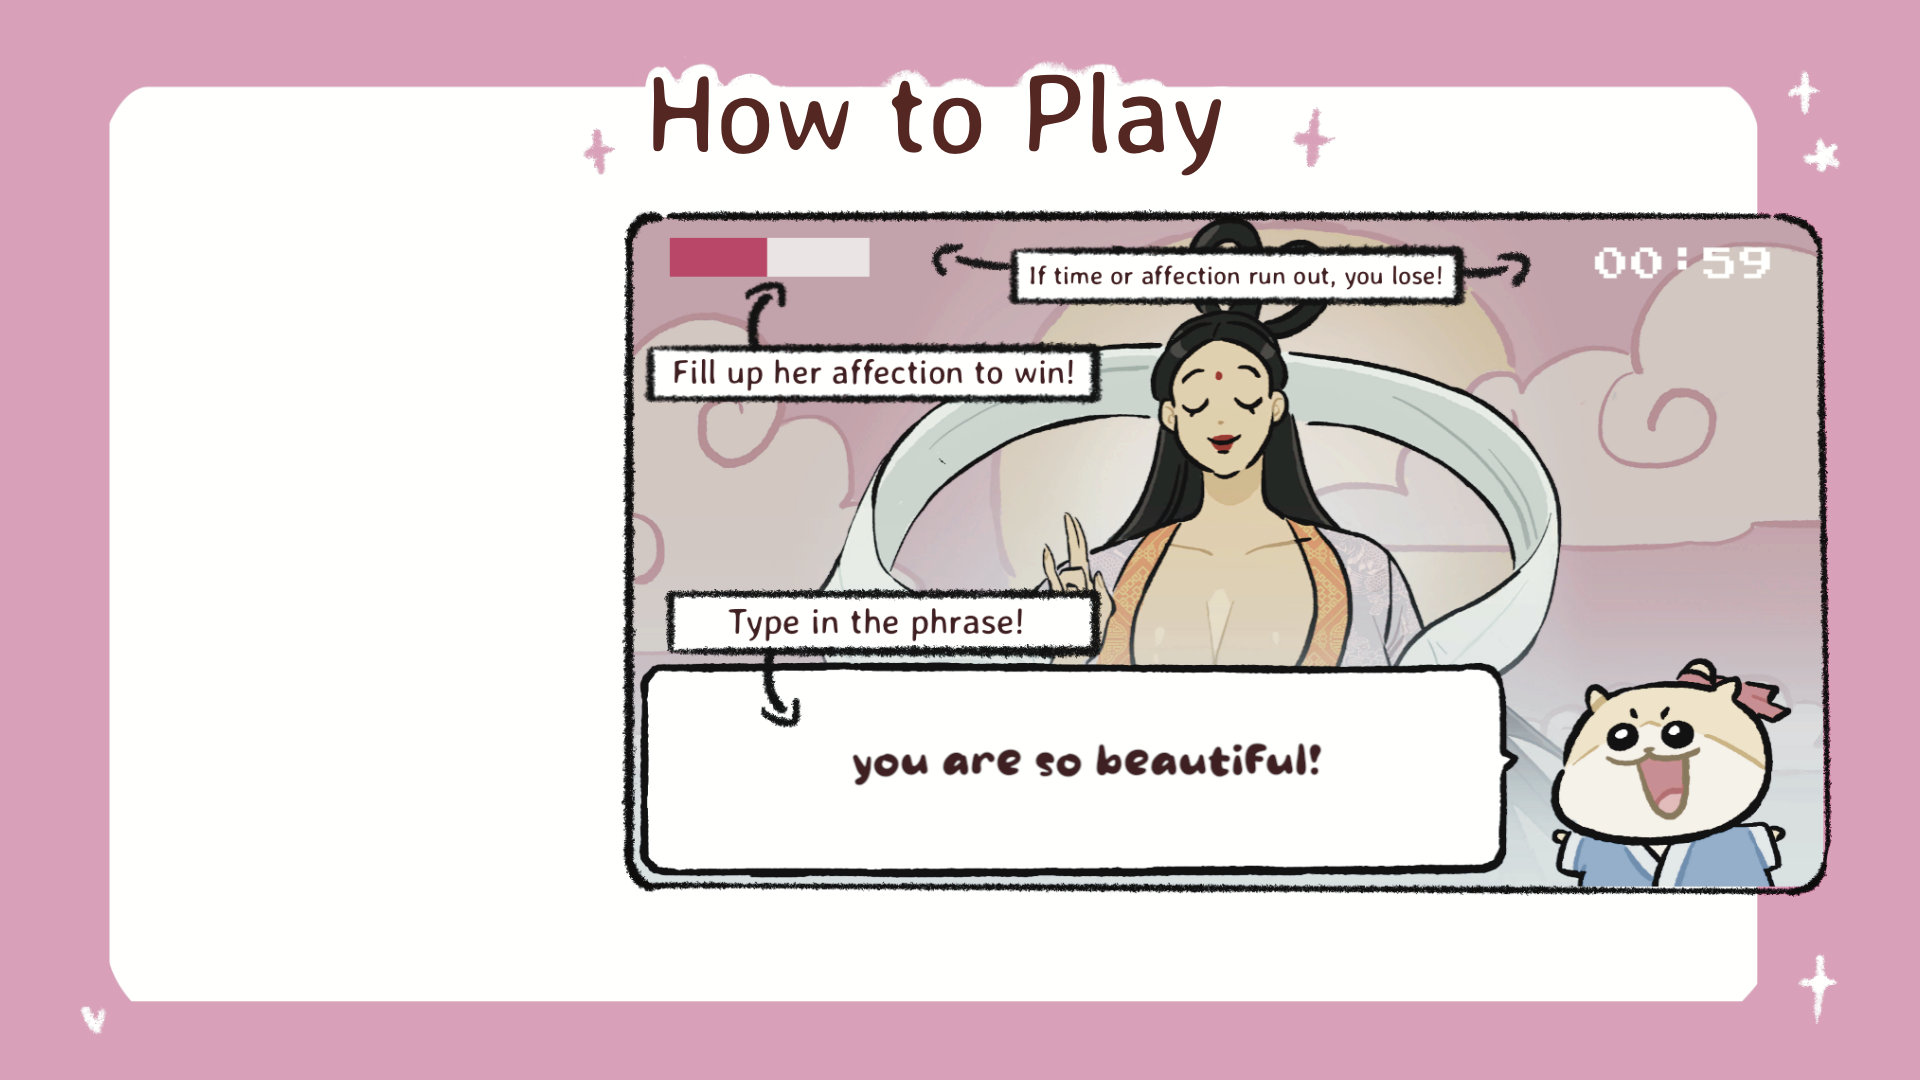 How to Play
00:59
If time or affection run out, you lose!
Fill up her affection to win!
Type in the phrase!
you are so beautiful!